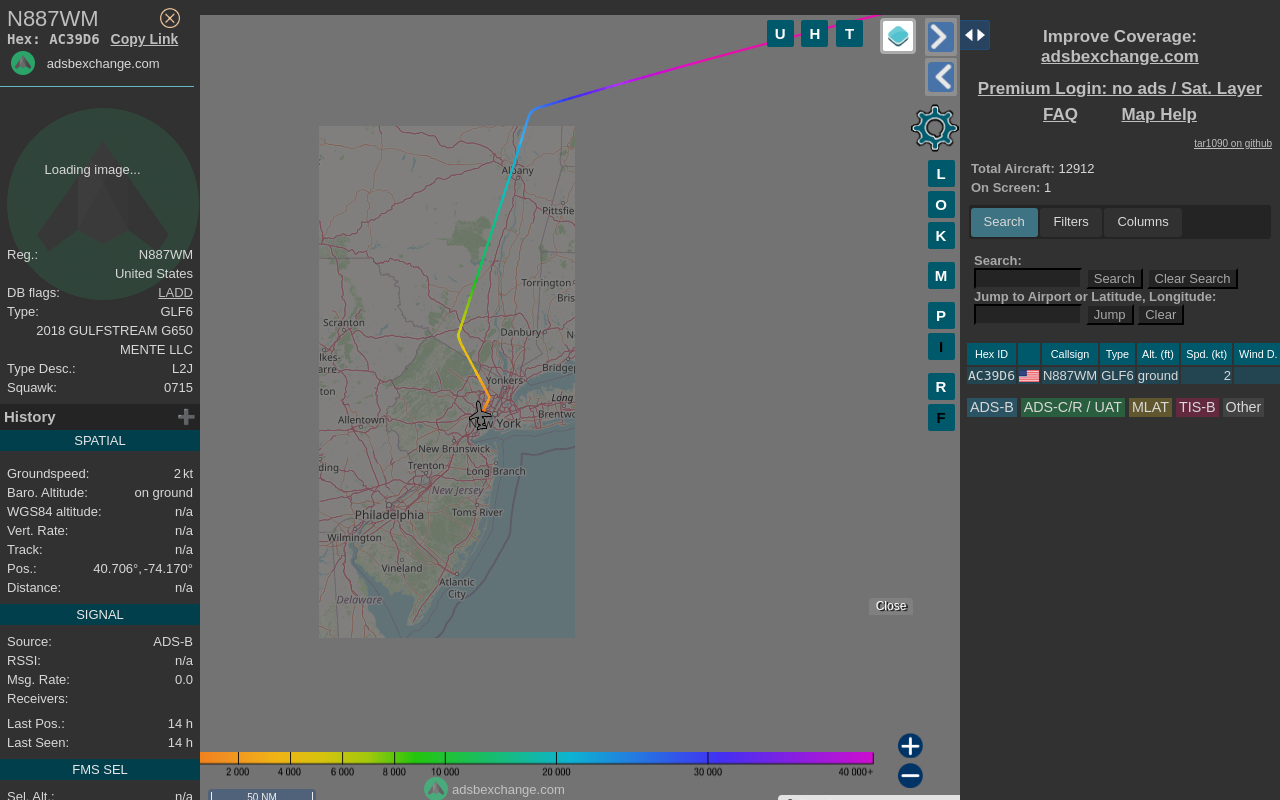 N887WM
Hex: AC39D6 Copy Link
adsbexchange.com
Loading image...
Reg.: N887WM
United States
DB flags: LADD
Type: GLF6
2018 GULFSTREAM G650
MENTE LLC
Type Desc.: L2J
Squawk: 0715
History
SPATIAL
Groundspeed: 2 kt
Baro. Altitude: on ground
WGS84 altitude: n/a
Vert. Rate: n/a
Track: n/a
Pos.: 40.706°, -74.170°
Distance: n/a
SIGNAL
Source: ADS-B
RSSI: n/a
Msg. Rate: 0.0
Receivers:
Last Pos.: 14 h
Last Seen: 14 h
FMS SEL
Sel. Alt.: n/a
U H T
L
O
K
M
P
I
R
F
Albany
Pittsfie
Torrington
Bris
Scranton
Danbury
N
lkes-
arre
Bridgep
ton
Yonkers
Long
Allentown
New York
Brentwo
New Brunswick
ding
Trenton
Long Branch
New Jersey
Philadelphia
Toms River
Wilmington
Vineland
Atlantic
City
Delaware
Close
2 000 4 000 6 000 8 000 10 000 20 000 30 000 40 000+
adsbexchange.com
50 NM
Improve Coverage:
adsbexchange.com
Premium Login: no ads / Sat. Layer
FAQ Map Help
tar1090 on github
Total Aircraft: 12912
On Screen: 1
Search Filters Columns
Search:
Search Clear Search
Jump to Airport or Latitude, Longitude:
Jump Clear
Hex ID Callsign Type Alt. (ft) Spd. (kt) Wind D.
AC39D6 N887WM GLF6 ground 2
ADS-B ADS-C/R / UAT MLAT TIS-B Other